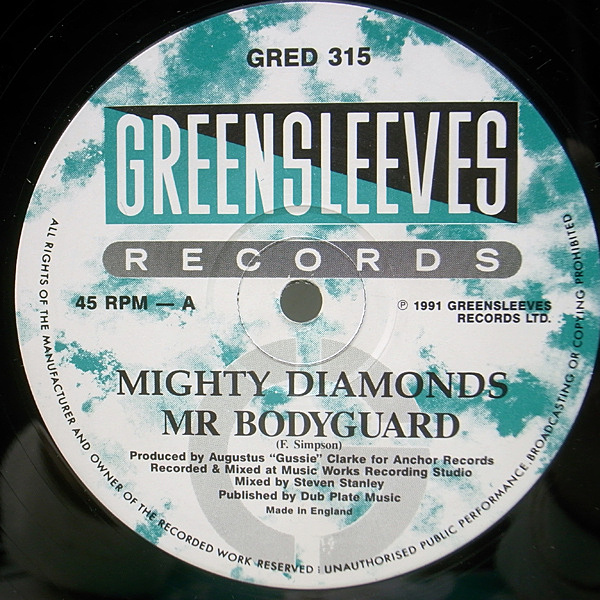 GRED 315
GREENSLEEVES
RECORDS
45 RPM — A
℗ 1991 GREENSLEEVES
RECORDS LTD.
MIGHTY DIAMONDS
MR BODYGUARD
(F. Simpson)
Produced by Augustus "Gussie" Clarke for Anchor Records
Recorded & Mixed at Music Works Recording Studio
Mixed by Steven Stanley
Published by Dub Plate Music
Made in England
ALL RIGHTS OF THE MANUFACTURER AND OWNER OF THE RECORDED WORK RESERVED : UNAUTHORISED PUBLIC PERFORMANCE BROADCASTING OR COPYING PROHIBITED